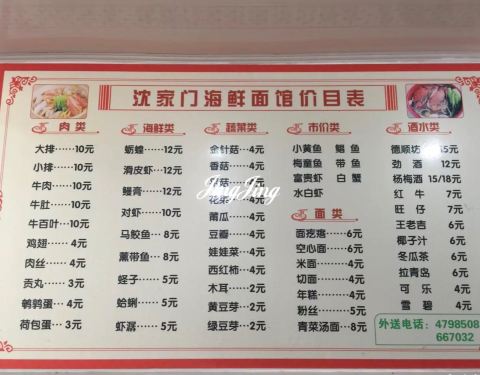 沈家门海鲜面馆价目表
肉类
大排······10元
小排······10元
牛肉······10元
牛肚······10元
牛百叶···10元
鸡翅··· 4元
肉丝··· 4元
贡丸··· 3元
鹌鹑蛋··· 4元
荷包蛋··· 3元
海鲜类
蛎蝗···12元
滑皮虾···12元
鳗膏···12元
对虾···10元
马鲛鱼··· 8元
薰带鱼··· 8元
蛏子··· 5元
蛤蜊··· 5元
虾潺··· 5元
蔬菜类
金针菇···4元
香菇···4元
4元
花菜
蒲瓜···4元
豆瓣···4元
娃娃菜···4元
西红柿···4元
木耳···2元
黄豆芽···2元
绿豆芽···2元
市价类
小黄鱼 鲳鱼
梅童鱼 带鱼
富贵虾 白蟹
水白虾
面类
面疙瘩······6元
空心面······6元
米面······4元
切面······4元
年糕······4元
粉丝······5元
青菜汤面···8元
酒水类
德顺坊 15元
劲酒 12元
杨梅酒 15/18元
红牛 7元
旺仔 7元
王老吉 6元
椰子汁 6元
冬瓜茶 6元
拉青岛 6元
可乐 4元
雪碧 4元
外送电话：4798508
667032
JingJing